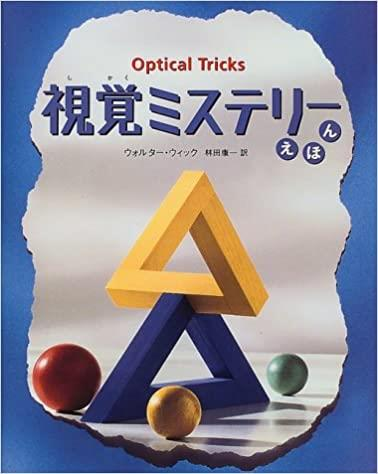 Optical Tricks
しかく
視覚ミステリー
えほん
ウォルター・ウィック 林田康一 訳